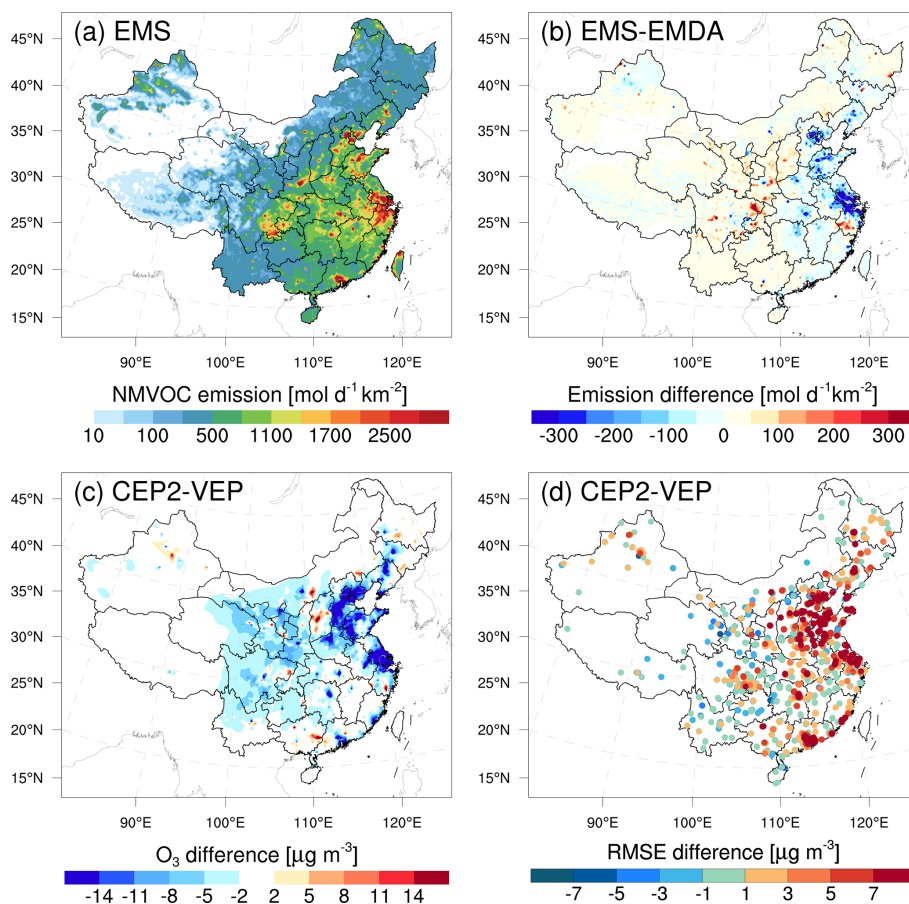 (a) EMS
(b) EMS-EMDA
45°N
40°N
35°N
30°N
25°N
20°N
15°N
45°N
40°N
35°N
30°N
25°N
20°N
15°N
90°E 100°E 110°E 120°E
90°E 100°E 110°E 120°E
NMVOC emission [mol d⁻¹ km⁻²]
10 100 500 1100 1700 2500
Emission difference [mol d⁻¹km⁻²]
-300 -200 -100 0 100 200 300
(c) CEP2-VEP
(d) CEP2-VEP
45°N
40°N
35°N
30°N
25°N
20°N
15°N
45°N
40°N
35°N
30°N
25°N
20°N
15°N
90°E 100°E 110°E 120°E
90°E 100°E 110°E 120°E
O₃ difference [μg m⁻³]
-14 -11 -8 -5 -2 2 5 8 11 14
RMSE difference [μg m⁻³]
-7 -5 -3 -1 1 3 5 7